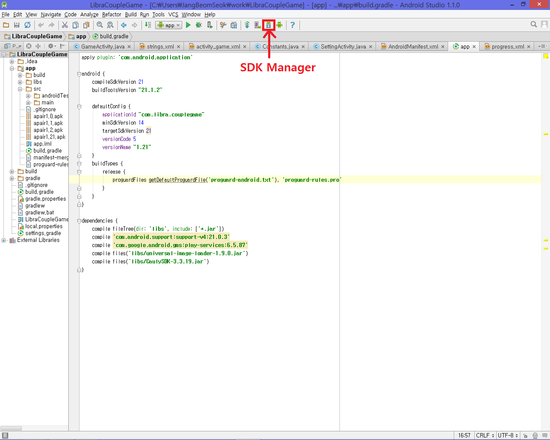 LibraCoupleGame - [C:\Users\JangBeomSeok\work\LibraCoupleGame] - [app] - ...\app\build.gradle - Android Studio 1.1.0
File Edit View Navigate Code Analyze Refactor Build Run Tools VCS Window Help
app
LibraCoupleGame app build.gradle
GameActivity.java strings.xml activity_game.xml Constants.java SettingActivity.java AndroidManifest.xml app progress.xml
SDK Manager
LibraCoupleGame
.idea
app
build
libs
src
androidTes
main
.gitignore
apair1.0.apk
apair1.1.apk
apair1.2.apk
apair1.21.apk
app.iml
build.gradle
manifest-merg
proguard-rules
build
gradle
.gitignore
build.gradle
gradle.properties
gradlew
gradlew.bat
LibraCoupleGame
local.properties
settings.gradle
External Libraries
apply plugin: 'com.android.application'
android {
compileSdkVersion 21
buildToolsVersion "21.1.2"
defaultConfig {
applicationId "com.libra.couplegame"
minSdkVersion 14
targetSdkVersion 21
versionCode 5
versionName "1.21"
}
buildTypes {
release {
proguardFiles getDefaultProguardFile('proguard-android.txt'), 'proguard-rules.pro'
}
}
}
dependencies {
compile fileTree(dir: 'libs', include: ['*.jar'])
compile 'com.android.support:support-v4:21.0.3'
compile 'com.google.android.gms:play-services:6.5.87'
compile files('libs/universal-image-loader-1.9.0.jar')
compile files('libs/CaulySDK-3.3.19.jar')
}
16:57 CRLF UTF-8